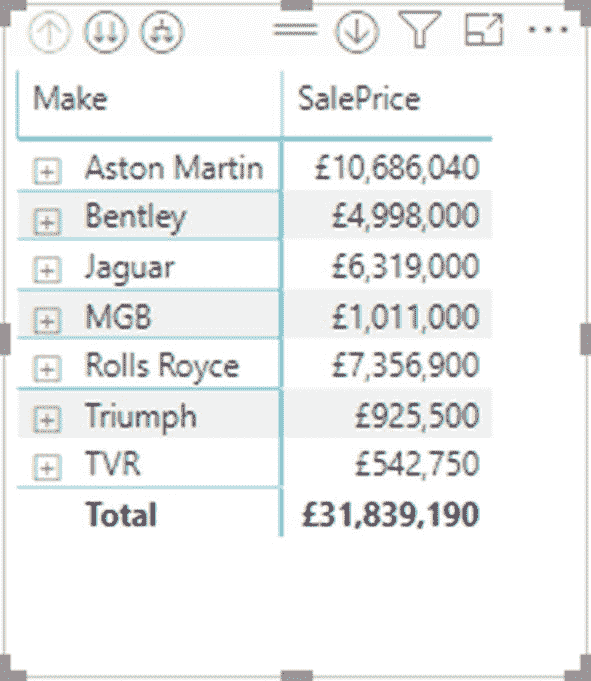 Make SalePrice
Aston Martin £10,686,040
Bentley £4,998,000
Jaguar £6,319,000
MGB £1,011,000
Rolls Royce £7,356,900
Triumph £925,500
TVR £542,750
Total £31,839,190